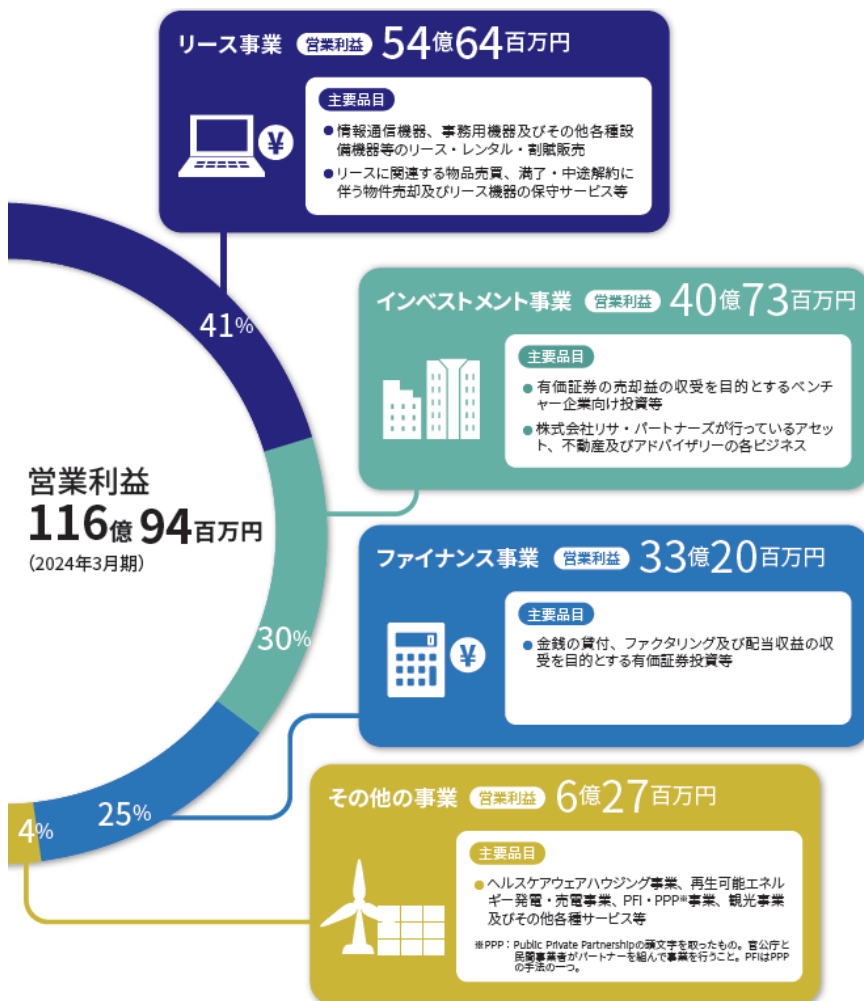 リース事業 営業利益 54億64百万円
主要品目
●情報通信機器、事務用機器及びその他各種設
備機器等のリース・レンタル・割賦販売
●リースに関連する物品売買、満了・中途解約に
伴う物件売却及びリース機器の保守サービス等
¥
41%
インベストメント事業 営業利益 40億73百万円
主要品目
●有価証券の売却益の収受を目的とするベンチ
ャー企業向け投資等
●株式会社リサ・パートナーズが行っているアセッ
ト、不動産及びアドバイザリーの各ビジネス
営業利益
116億94百万円
(2024年3月期)
30%
ファイナンス事業 営業利益 33億20百万円
主要品目
●金銭の貸付、ファクタリング及び配当収益の収
受を目的とする有価証券投資等
0
¥
25%
その他の事業 営業利益 6億27百万円
4%
主要品目
●ヘルスケアウェアハウジング事業、再生可能エネル
ギー発電・売電事業、PFI・PPP※事業、観光事業
及びその他各種サービス等
※PPP：Public Private Partnershipの頭文字を取ったもの。官公庁と
民間事業者がパートナーを組んで事業を行うこと。PFIはPPP
の手法の一つ。